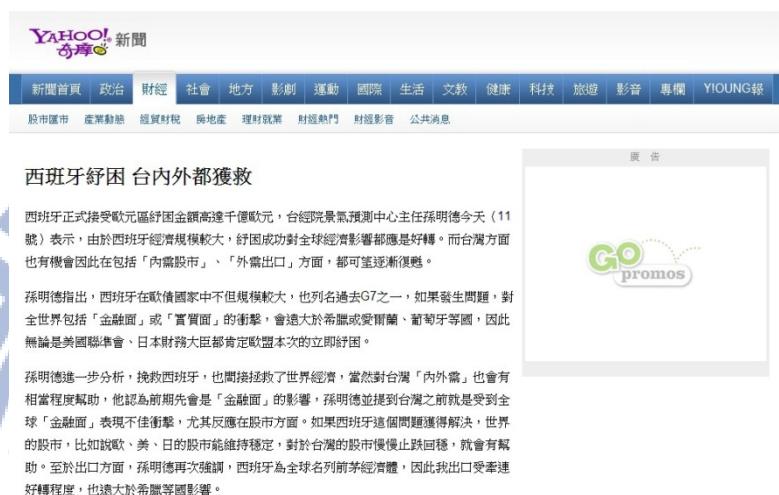 YAHOO! 奇摩 新聞
新聞首頁 政治 財經 社會 地方 影劇 運動 國際 生活 文教 健康 科技 旅遊 影音 專欄 Y!OUNG報
股市匯市 產業動態 經貿財稅 房地產 理財就業 財經熱門 財經影音 公共消息
廣 告
西班牙紓困 台內外都獲救
西班牙正式接受歐元區紓困金額高達千億歐元，台經院景氣預測中心主任孫明德今天（11
號）表示，由於西班牙經濟規模較大，紓困成功對全球經濟影響都應是好轉。而台灣方面
也有機會因此在包括「內需股市」、「外需出口」方面，都可望逐漸復甦。
GO promos
孫明德指出，西班牙在歐債國家中不但規模較大，也列名過去G7之一，如果發生問題，對
全世界包括「金融面」或「實質面」的衝擊，會遠大於希臘或愛爾蘭、葡萄牙等國，因此
無論是美國聯準會、日本財務大臣都肯定歐盟本次的立即紓困。
孫明德進一步分析，挽救西班牙，也間接拯救了世界經濟，當然對台灣「內外需」也會有
相當程度幫助，他認為前期先會是「金融面」的影響，孫明德並提到台灣之前就是受到全
球「金融面」表現不佳衝擊，尤其反應在股市方面。如果西班牙這個問題獲得解決，世界
的股市，比如說歐、美、日的股市能維持穩定，對於台灣的股市慢慢止跌回穩，就會有幫
助。至於出口方面，孫明德再次強調，西班牙為全球名列前茅經濟體，因此我出口受牽連
好轉程度，也遠大於希臘等國影響。